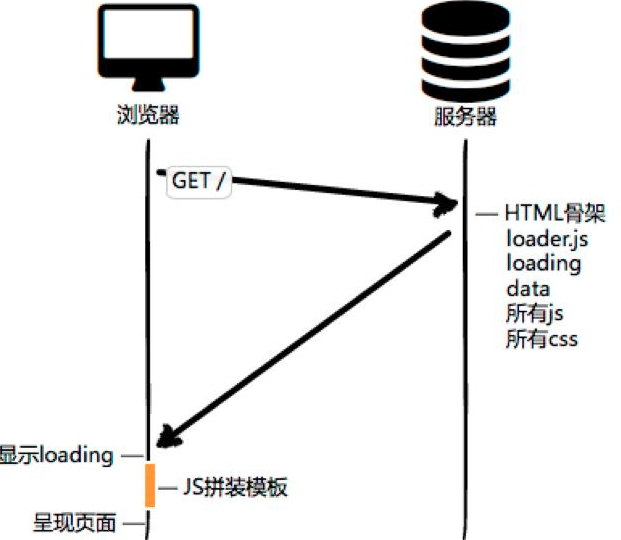 浏览器
服务器
GET /
HTML骨架
loader.js
loading
data
所有js
所有css
显示loading
JS拼装模板
呈现页面